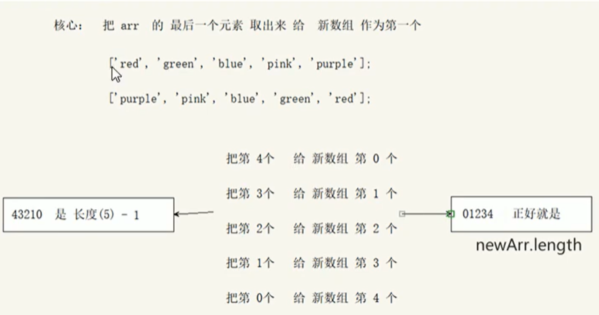 核心： 把 arr 的 最后一个元素 取出来 给 新数组 作为第一个
['red', 'green', 'blue', 'pink', 'purple'];
['purple', 'pink', 'blue', 'green', 'red'];
把第 4个 给 新数组 第 0 个
把第 3个 给 新数组 第 1 个
43210 是 长度(5) - 1
01234 正好就是
把第 2个 给 新数组 第 2 个
newArr.length
把第 1个 给 新数组 第 3 个
把第 0个 给 新数组 第 4 个